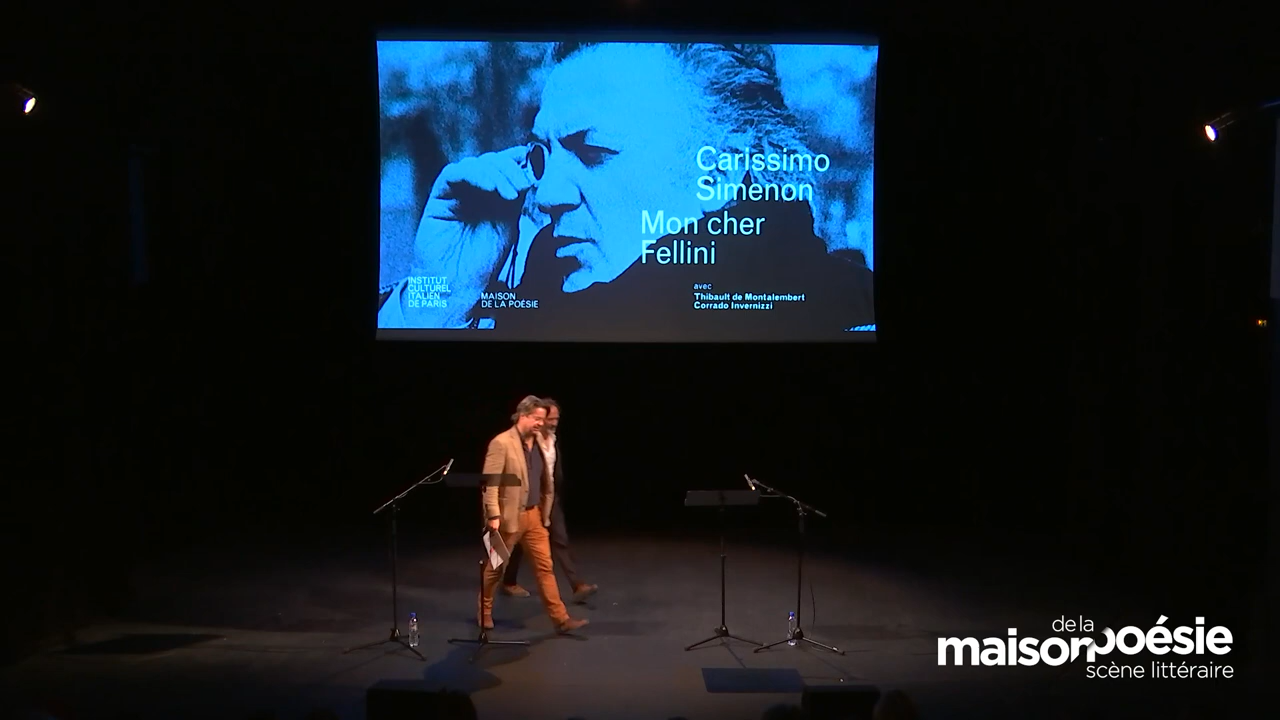 Carissimo
Simenon
Mon cher
Fellini
INSTITUT
CULTUREL
ITALIEN
DE PARIS
MAISON
DE LA POÉSIE
avec
Thibault de Montalembert
Corrado Invernizzi
de la
maison poésie
scène littéraire